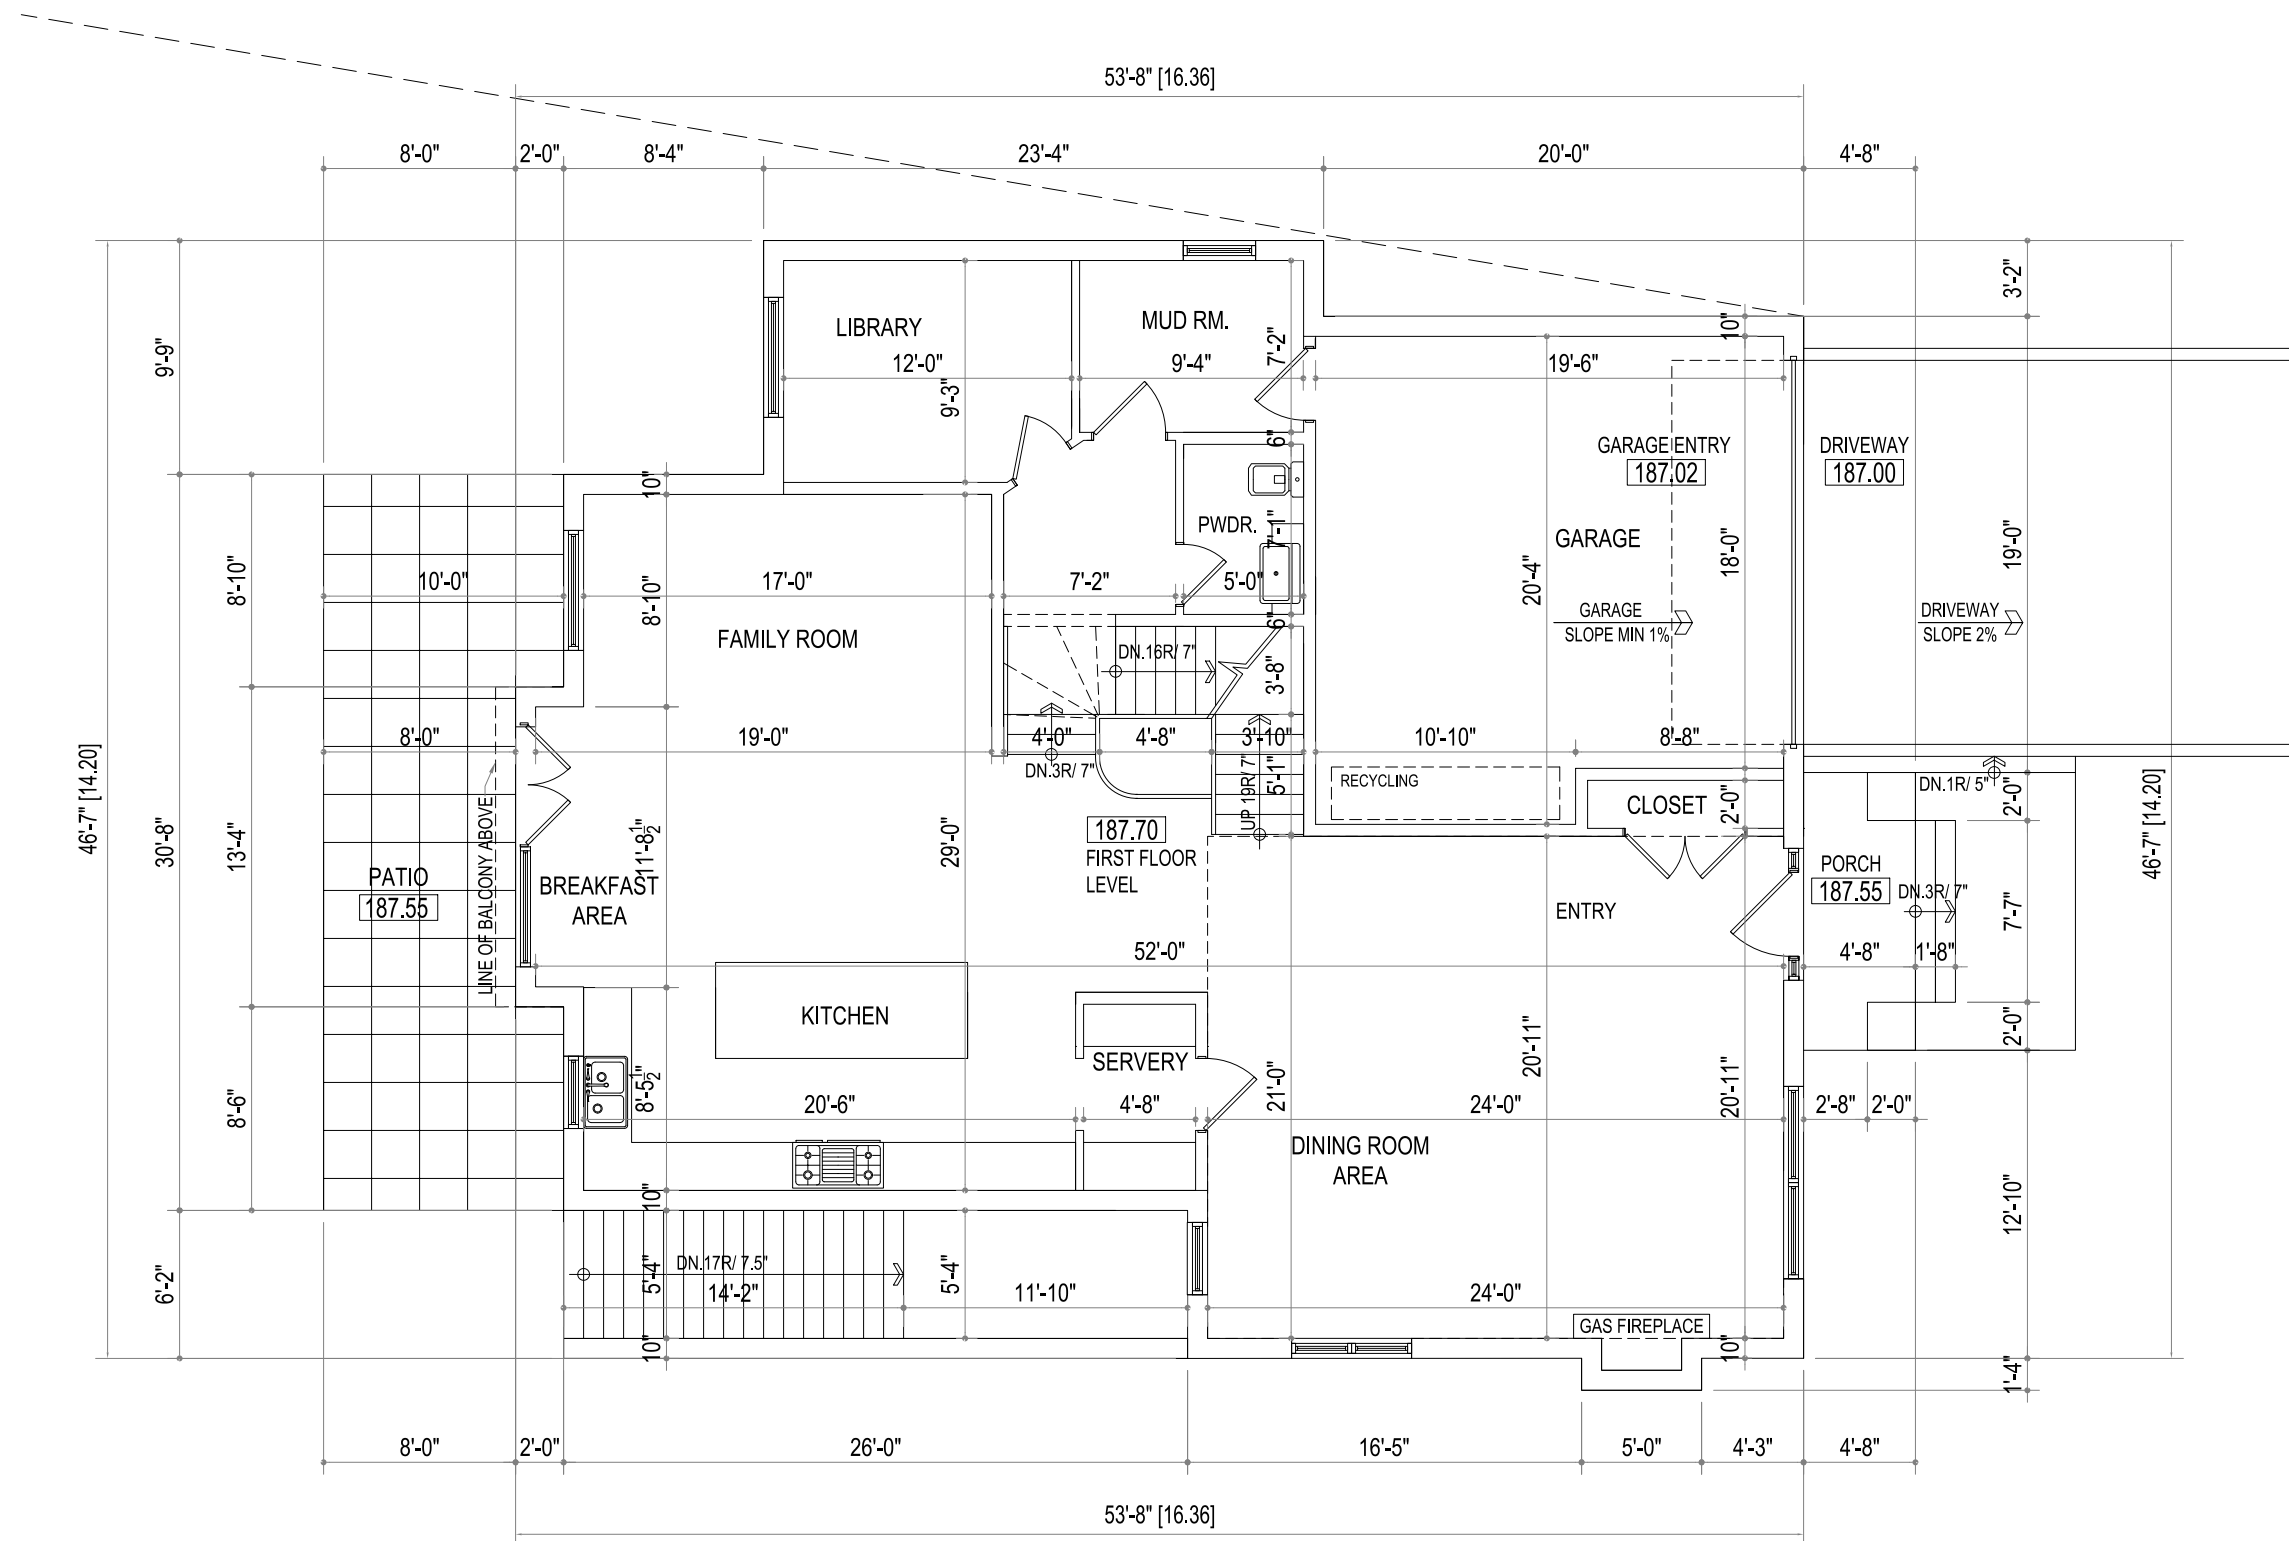 53'-8" [16.36]
8'-0" 2'-0" 8'-4" 23'-4" 20'-0" 4'-8"
3'-2"
LIBRARY
MUD RM.
10"
9'-9"
12'-0"
9'-3"
9'-4"
7'-2"
19'-6"
GARAGE ENTRY
187.02
DRIVEWAY
187.00
6"
10"
PWDR.
7'-1"
GARAGE
18'-0"
19'-0"
8'-10"
10'-0"
17'-0"
8'-10"
7'-2"
5'-0"
20'-4"
GARAGE
SLOPE MIN 1%
DRIVEWAY
SLOPE 2%
6"
FAMILY ROOM
DN.16R/ 7"
3'-8"
8'-0"
19'-0"
4'-0"
4'-8"
3'-10"
10'-10"
8'-8"
DN.3R/ 7"
UP 19R/ 7"
5'-1"
RECYCLING
CLOSET
2'-0"
DN.1R/ 5"
2'-0"
46'-7" [14.20]
30'-8"
13'-4"
11'-8½"
29'-0"
187.70
FIRST FLOOR
LEVEL
46'-7" [14.20]
PATIO
187.55
LINE OF BALCONY ABOVE
BREAKFAST
AREA
ENTRY
PORCH
187.55
DN.3R/ 7"
7'-7"
52'-0"
4'-8"
1'-8"
KITCHEN
SERVERY
20'-11"
2'-0"
8'-6"
8'-5½"
20'-6"
4'-8"
21'-0"
24'-0"
20'-11"
2'-8"
2'-0"
DINING ROOM
AREA
10"
12'-10"
6'-2"
DN.17R/ 7.5"
5'-4"
14'-2"
5'-4"
11'-10"
24'-0"
GAS FIREPLACE
10"
10"
1'-4"
8'-0" 2'-0" 26'-0" 16'-5" 5'-0" 4'-3" 4'-8"
53'-8" [16.36]